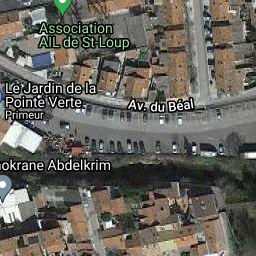 Association
AIL de St-Loup
Le Jardin de la
Pointe Verte
Primeur
Av. du Béal
okrane Abdelkrim